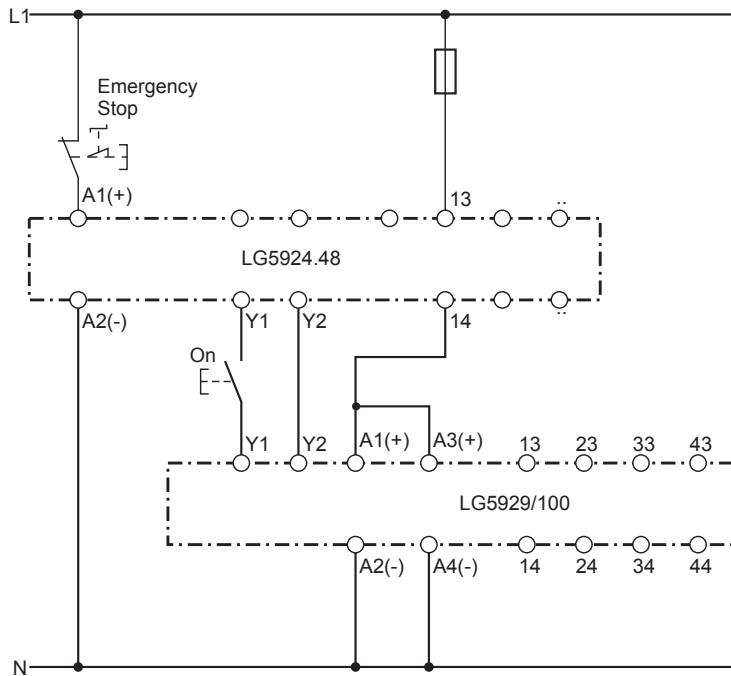 L1
Emergency
Stop
A1(+)
13
..
LG5924.48
A2(-)
Y1
Y2
14
..
On
Y1
Y2
A1(+)
A3(+)
13
23
33
43
LG5929/100
A2(-)
A4(-)
14
24
34
44
N